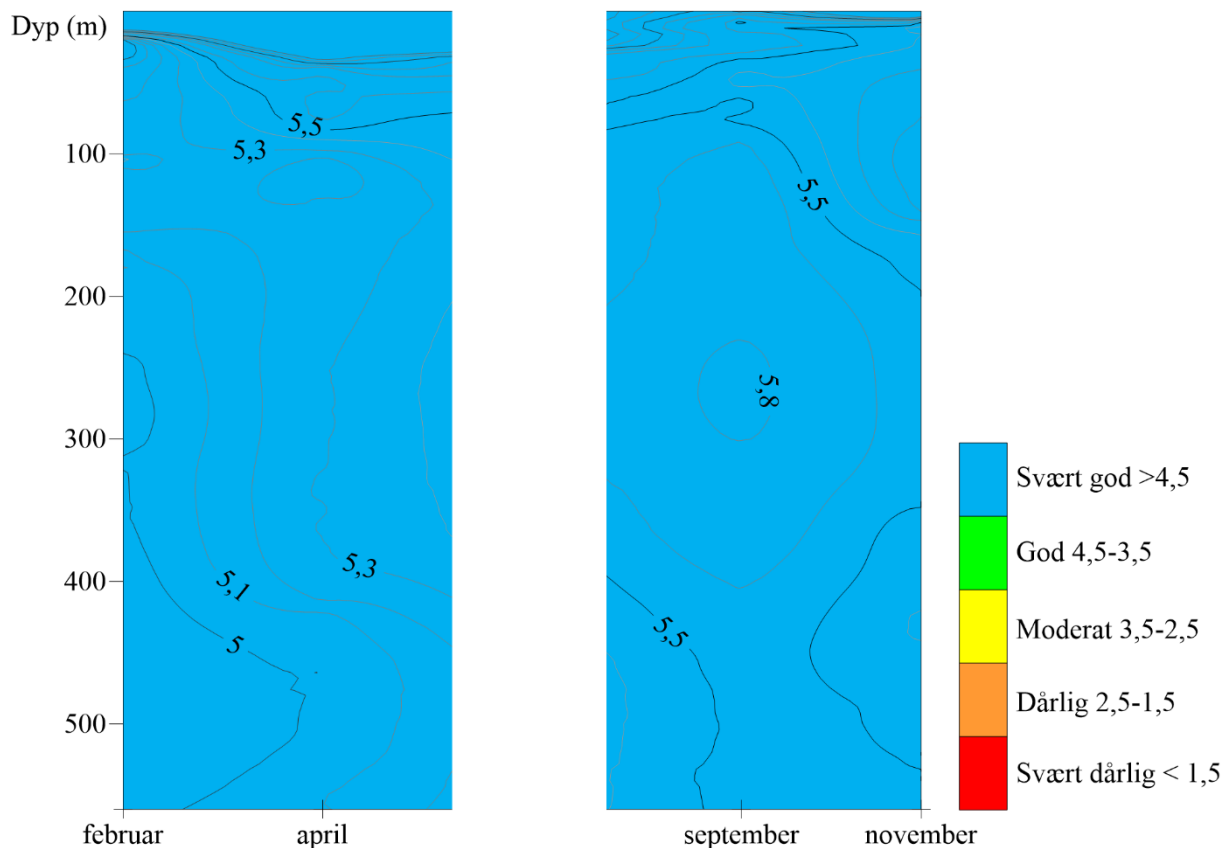 Dyp (m)
100
200
300
400
500
5,5
5,3
5,1
5
5,3
februar
april
5,5
5,8
5,5
september
november
Svært god >4,5
God 4,5-3,5
Moderat 3,5-2,5
Dårlig 2,5-1,5
Svært dårlig < 1,5